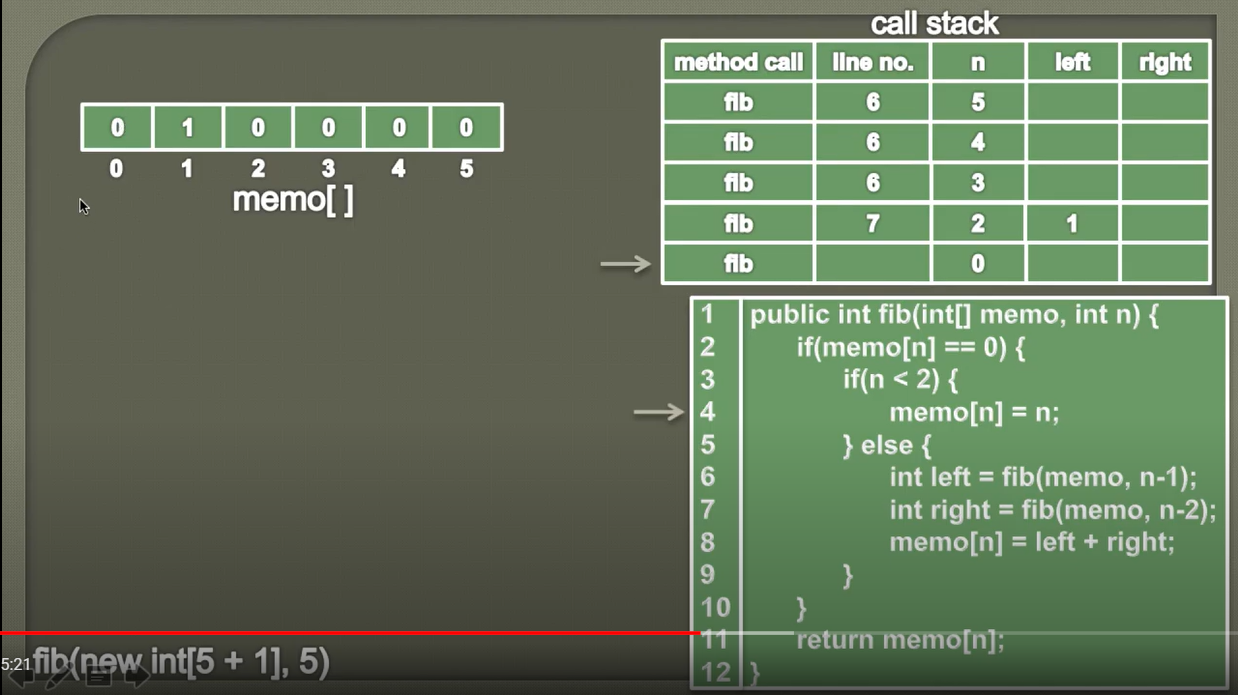 call stack
method call line no. n left right
fib 6 5
fib 6 4
fib 6 3
fib 7 2 1
fib 0
0 1 0 0 0 0
0 1 2 3 4 5
memo[ ]
1 public int fib(int[] memo, int n) {
2 if(memo[n] == 0) {
3 if(n < 2) {
4 memo[n] = n;
5 } else {
6 int left = fib(memo, n-1);
7 int right = fib(memo, n-2);
8 memo[n] = left + right;
9 }
10 }
11 return memo[n];
12 }
5:21
fib(new int[5 + 1], 5)